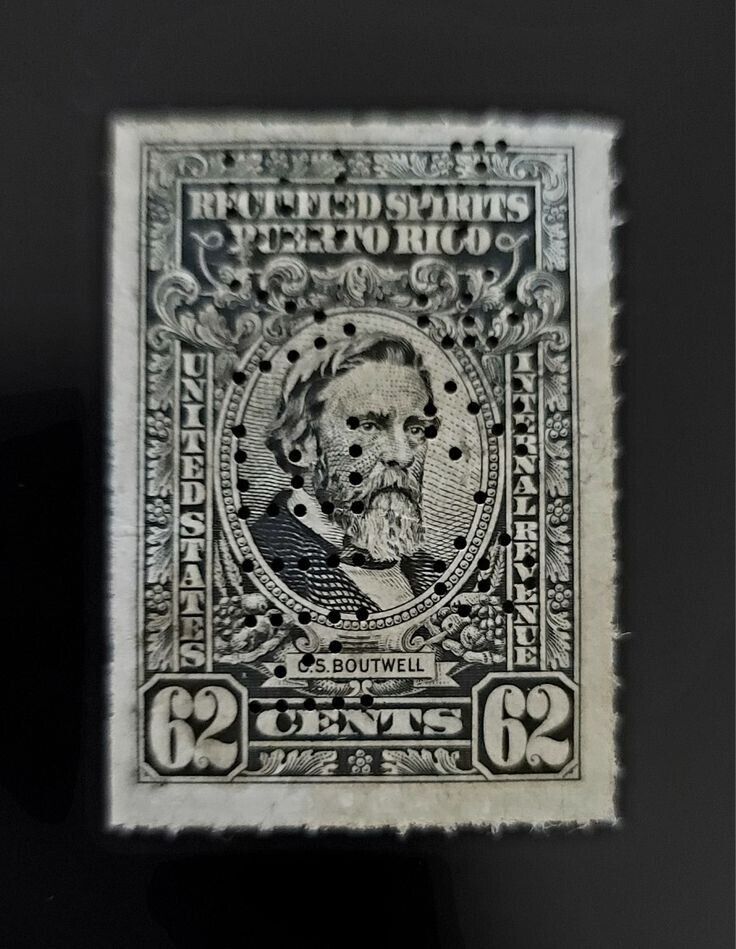 RECTIFIED SPIRITS
PUERTO RICO
UNITED STATES
INTERNAL REVENUE
G.S. BOUTWELL
62 CENTS 62